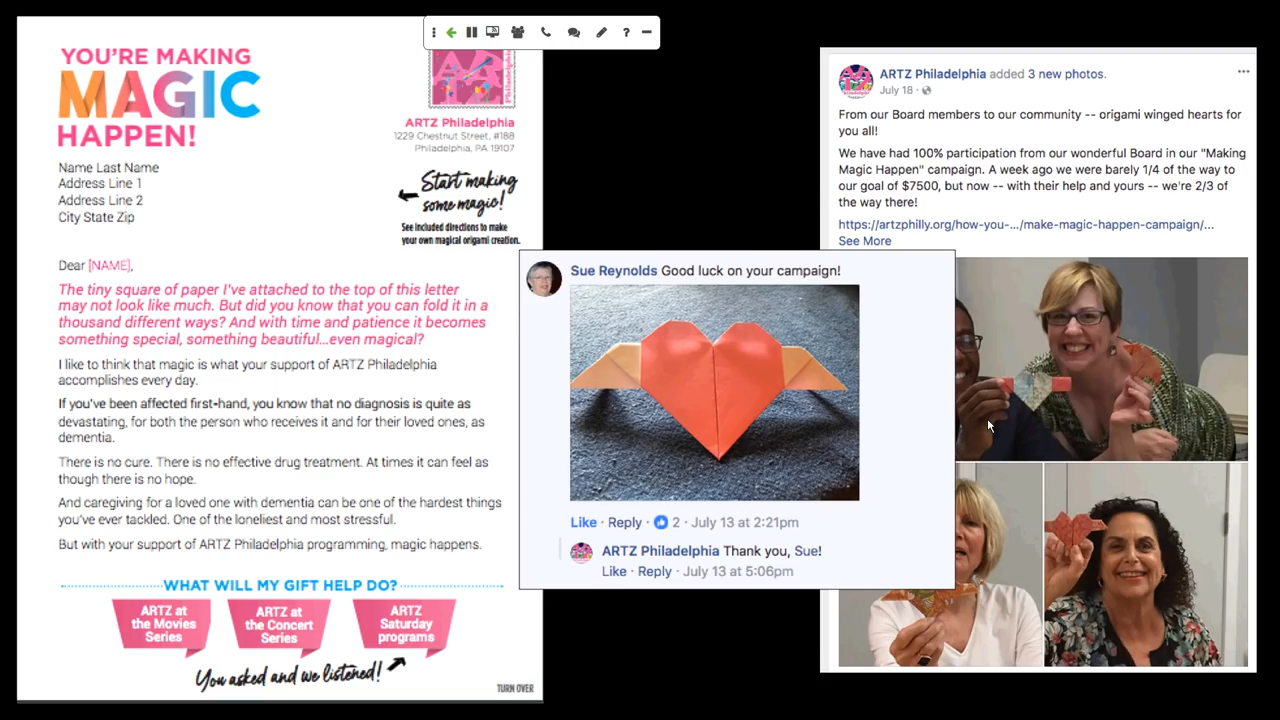 YOU'RE MAKING
MAGIC
HAPPEN!
Philadelphia
ARTZ Philadelphia
1229 Chestnut Street, #188
Philadelphia, PA 19107
Name Last Name
Address Line 1
Address Line 2
City State Zip
Start making
some magic!
See included directions to make
your own magical origami creation.
Dear [NAME],
The tiny square of paper I've attached to the top of this letter
may not look like much. But did you know that you can fold it in a
thousand different ways? And with time and patience it becomes
something special, something beautiful...even magical?
I like to think that magic is what your support of ARTZ Philadelphia
accomplishes every day.
If you've been affected first-hand, you know that no diagnosis is quite as
devastating, for both the person who receives it and for their loved ones, as
dementia.
There is no cure. There is no effective drug treatment. At times it can feel as
though there is no hope.
And caregiving for a loved one with dementia can be one of the hardest things
you've ever tackled. One of the loneliest and most stressful.
But with your support of ARTZ Philadelphia programming, magic happens.
WHAT WILL MY GIFT HELP DO?
ARTZ at
the Movies
Series
ARTZ at
the Concert
Series
ARTZ
Saturday
programs
You asked and we listened!
TURN OVER
Sue Reynolds Good luck on your campaign!
Like · Reply · 2 · July 13 at 2:21pm
ARTZ Philadelphia Thank you, Sue!
Like · Reply · July 13 at 5:06pm
ARTZ Philadelphia added 3 new photos.
July 18 ·
From our Board members to our community -- origami winged hearts for
you all!
We have had 100% participation from our wonderful Board in our "Making
Magic Happen" campaign. A week ago we were barely 1/4 of the way to
our goal of $7500, but now -- with their help and yours -- we're 2/3 of
the way there!
https://artzphilly.org/how-you-.../make-magic-happen-campaign/...
See More